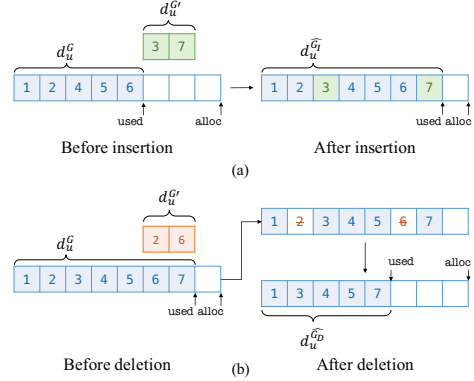 d_u^{G'}
3 7
d_u^G
d_u^{\widehat{G_I}}
1 2 4 5 6
1 2 3 4 5 6 7
used
alloc
used
alloc
Before insertion
After insertion
(a)
d_u^{G'}
2 6
1 2 3 4 5 6 7
d_u^G
1 2 3 4 5 6 7
used
alloc
used
alloc
1 3 4 5 7
d_u^{\widehat{G_D}}
Before deletion
(b)
After deletion